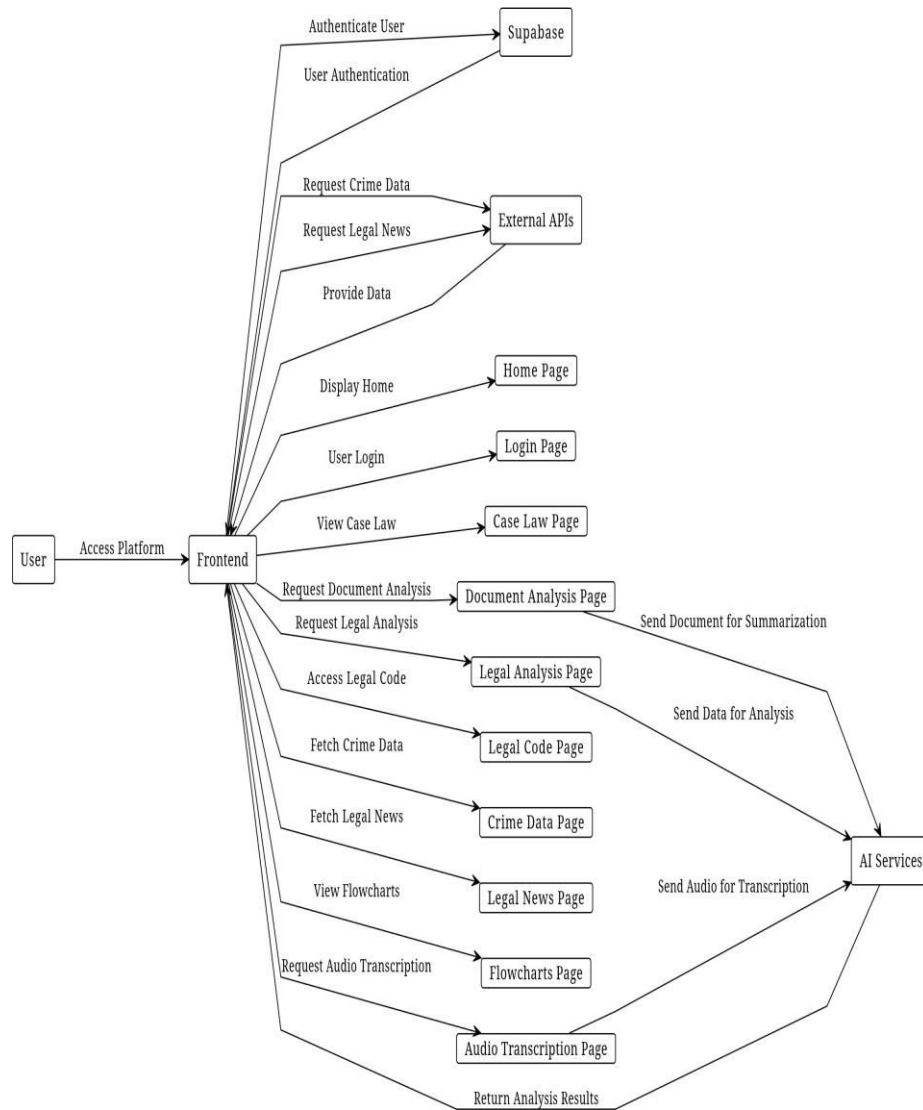 Authenticate User
Supabase
User Authentication
Request Crime Data
External APIs
Request Legal News
Provide Data
Home Page
Display Home
Login Page
User Login
Case Law Page
View Case Law
User
Access Platform
Frontend
Request Document Analysis
Document Analysis Page
Send Document for Summarization
Request Legal Analysis
Legal Analysis Page
Access Legal Code
Send Data for Analysis
Legal Code Page
Fetch Crime Data
Crime Data Page
Fetch Legal News
AI Services
Legal News Page
Send Audio for Transcription
View Flowcharts
Flowcharts Page
Request Audio Transcription
Audio Transcription Page
Return Analysis Results